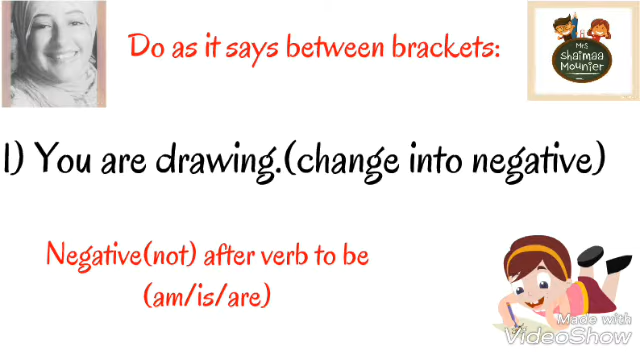 Do as it says between brackets:
Mrs
Shaimaa
Mounier
1) You are drawing.(change into negative)
Negative(not) after verb to be
(am/is/are)
Made with
VideoShow